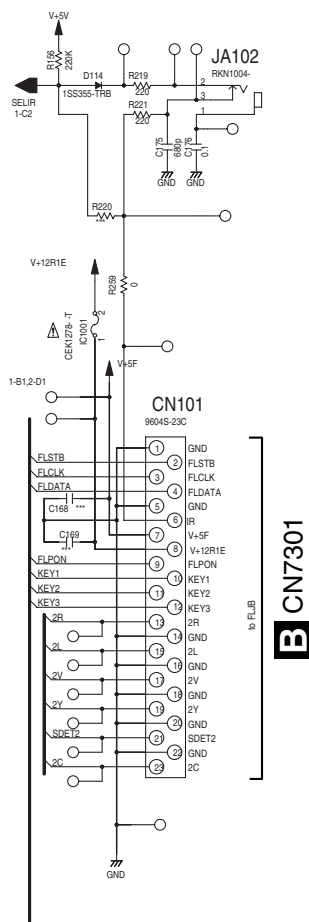 V+5V
R156
220K
D114
1SS355-TRB
R219
220
JA102
RKN1004-
2
3
1
SELIR
1-C2
R221
220
C175
680p
C176
0.1
GND
GND
R220
***
V+12R1E
R259
0
CEK1278- -T
IC1001
2
1
V+5F
1-B1,2-D1
CN101
9604S-23C
1 GND
FLSTB 2 FLSTB
FLCLK 3 FLCLK
FLDATA 4 FLDATA
5 GND
C168 ***
6 IR
7 V+5F
C169
***
8 V+12R1E
FLPON 9 FLPON
KEY1 10 KEY1
KEY2 11 KEY2
KEY3 12 KEY3
2R 13 2R
14 GND
2L 15 2L
16 GND
2V 17 2V
18 GND
2Y 19 2Y
20 GND
SDET2 21 SDET2
22 GND
2C 23 2C
to FLJB
B CN7301
GND